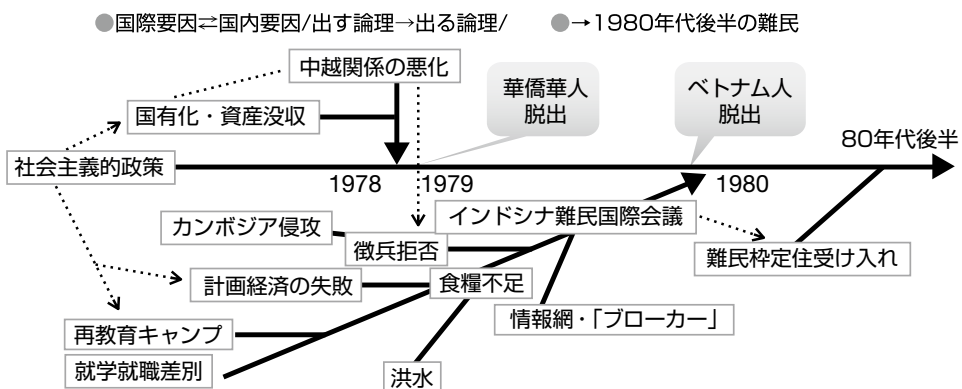 ●国際要因⇄国内要因/出す論理→出る論理/ ●→1980年代後半の難民
中越関係の悪化
華僑華人
脱出
ベトナム人
脱出
国有化・資産没収
80年代後半
社会主義的政策
1978
1979
1980
カンボジア侵攻
インドシナ難民国際会議
徴兵拒否
難民枠定住受け入れ
計画経済の失敗
食糧不足
情報網・「ブローカー」
再教育キャンプ
就学就職差別
洪水